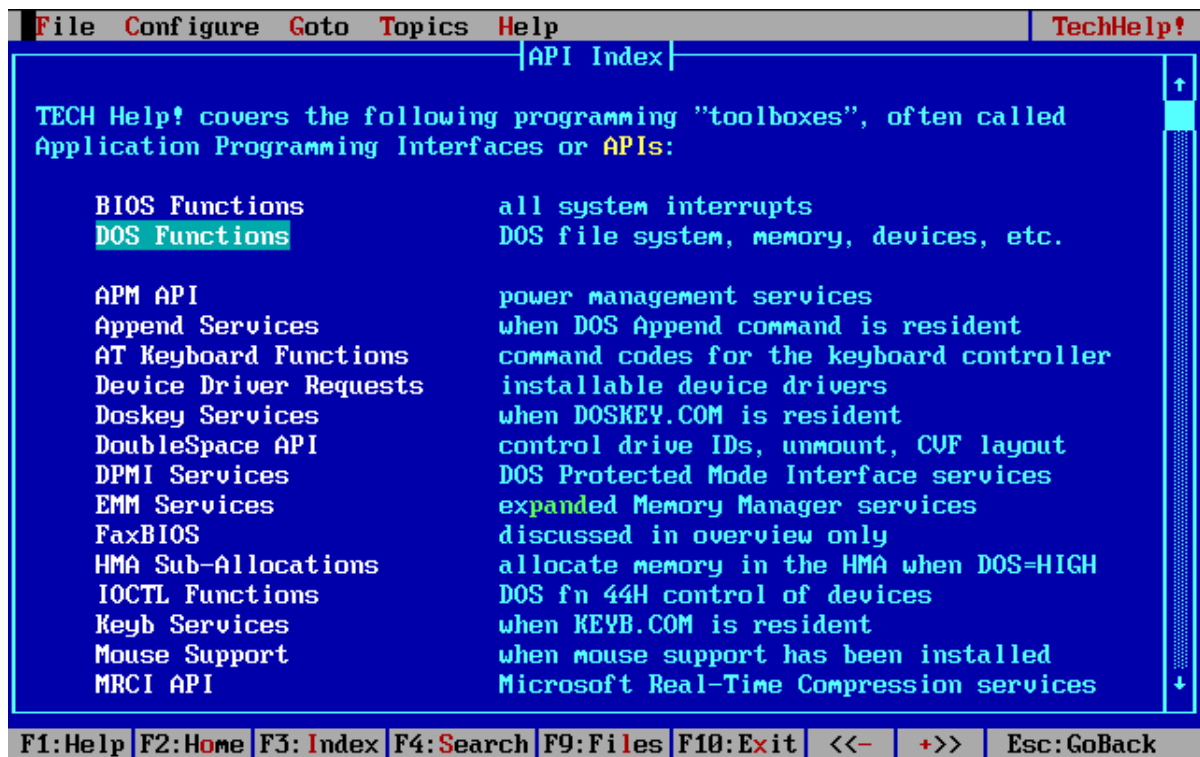 File Configure Goto Topics Help TechHelp!
API Index
TECH Help! covers the following programming "toolboxes", often called
Application Programming Interfaces or APIs:
BIOS Functions all system interrupts
DOS Functions DOS file system, memory, devices, etc.
APM API power management services
Append Services when DOS Append command is resident
AT Keyboard Functions command codes for the keyboard controller
Device Driver Requests installable device drivers
Doskey Services when DOSKEY.COM is resident
DoubleSpace API control drive IDs, unmount, CVF layout
DPMI Services DOS Protected Mode Interface services
EMM Services expanded Memory Manager services
FaxBIOS discussed in overview only
HMA Sub-Allocations allocate memory in the HMA when DOS=HIGH
IOCTL Functions DOS fn 44H control of devices
Keyb Services when KEYB.COM is resident
Mouse Support when mouse support has been installed
MRCI API Microsoft Real-Time Compression services
F1:Help F2:Home F3:Index F4:Search F9:Files F10:Exit <<- +>> Esc:GoBack